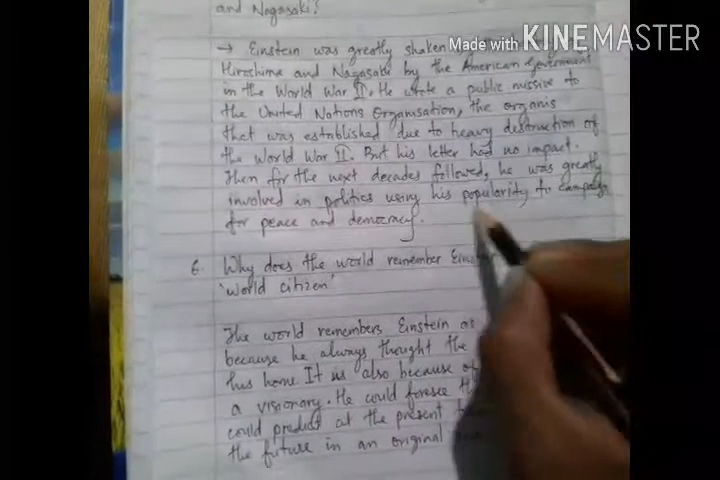 and Nagasaki?
Made with KINEMASTER
→ Einstein was greatly shaken
Hiroshima and Nagasaki by the American Government
in the World War II. He wrote a public missive to
the United Nations Organisation, the organs
that was established due to heavy destruction of
the World War II. But his letter had no impact.
Then for the next decades followed, he was greatly
involved in politics using his popularity to campaign
for peace and democracy.
6. Why does the world remember
'world citizen'
The world remembers Einstein as
because he always thought the
his home It is also because of
a visionary. He could foresee
could predict at the present
the future in an original